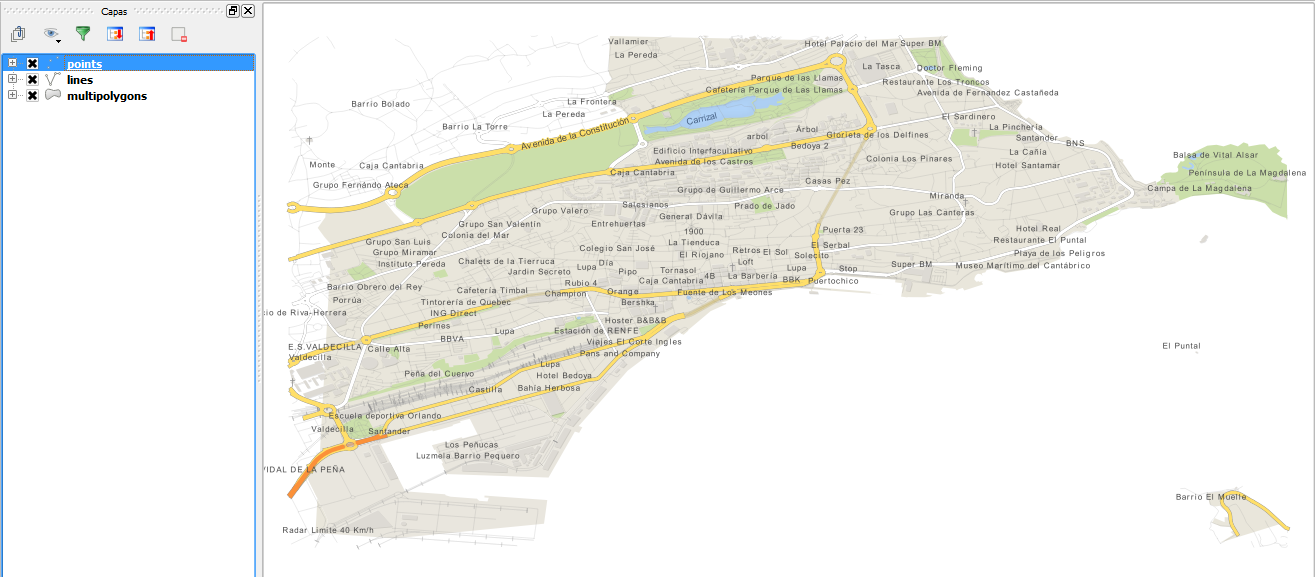 Capas
points
lines
multipolygons
Vallamier
La Pereda
Hotel Palacio del Mar
Super BM
La Tasca
Doctor Fleming
Parque de las Llamas
Restaurante Los Troncos
Cafetería Parque de Las Llamas
Avenida de Fernandez Castañeda
Barrio Bolado
La Frontera
La Pereda
Carrizal
El Sardinero
Barrio La Torre
Avenida de la Constitución
La Pinchería
Árbol
arbol
Glorieta de los Delfines
Santander
BNS
Edificio Interfacultativo
Bedoya 2
La Cañía
Balsa de Vital Alsar
Monte
Caja Cantabria
Avenida de los Castros
Colonia Los Pinares
Hotel Santamar
Caja Cantabria
Península de La Magdalena
Grupo Fernándo Ateca
Casas Pez
Campa de La Magdalena
Grupo de Guillermo Arce
Miranda
Grupo Valero
Salesianos
Prado de Jado
Grupo Las Canteras
General Dávila
Grupo San Valentin
Entrehuertas
Hotel Real
Colonia del Mar
1900
Puerta 23
Grupo San Luis
La Tienduca
Restaurante El Puntal
Grupo Miramar
Colegio San José
Retros
El Sol
El Serbal
Playa de los Peligros
Instituto Pereda
Chalets de la Tierruca
Día
El Riojano
Loft
Solecito
Super BM
Museo Marítimo del Cantábrico
Jardin Secreto
Lupa
Pipo
Tornasol
4B
La Barbería
Lupa
Stop
Barrio Obrero del Rey
Rubio 4
Caja Cantabria
BBK
Puertochico
Cafetería Timbal
Champion
Orange
Fuente de Los Meones
Porrúa
Tintorería de Quebec
Bershka
cio de Riva-Herrera
ING Direct
Hoster B&B&B
Perines
Lupa
Estación de RENFE
BBVA
Viajes El Corte Ingles
E.S.VALDECILLA
Calle Alta
Pans and Company
El Puntal
Valdecilla
Lupa
Peña del Cuervo
Hotel Bedoya
Castilla
Bahía Herbosa
Escuele deportiva Orlando
Valdecilla
Santander
Los Peñucas
Luzmela Barrio Pequero
VIDAL DE LA PEÑA
Barrio El Muelle
Radar Limite 40 Km/h